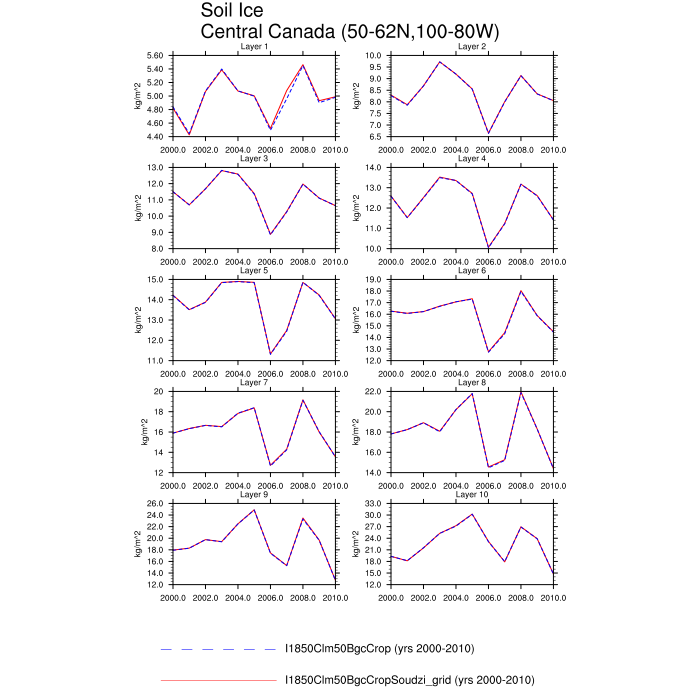 Soil Ice
Central Canada (50-62N,100-80W)
Layer 1
Layer 2
5.60
5.40
5.20
5.00
4.80
4.60
4.40
kg/m^2
2000.0 2002.0 2004.0 2006.0 2008.0 2010.0
10.0
9.5
9.0
8.5
8.0
7.5
7.0
6.5
kg/m^2
2000.0 2002.0 2004.0 2006.0 2008.0 2010.0
Layer 3
Layer 4
13.0
12.0
11.0
10.0
9.0
8.0
kg/m^2
2000.0 2002.0 2004.0 2006.0 2008.0 2010.0
14.0
13.0
12.0
11.0
10.0
kg/m^2
2000.0 2002.0 2004.0 2006.0 2008.0 2010.0
Layer 5
Layer 6
15.0
14.0
13.0
12.0
11.0
kg/m^2
2000.0 2002.0 2004.0 2006.0 2008.0 2010.0
19.0
18.0
17.0
16.0
15.0
14.0
13.0
12.0
kg/m^2
2000.0 2002.0 2004.0 2006.0 2008.0 2010.0
Layer 7
Layer 8
20
18
16
14
12
kg/m^2
2000.0 2002.0 2004.0 2006.0 2008.0 2010.0
22.0
20.0
18.0
16.0
14.0
kg/m^2
2000.0 2002.0 2004.0 2006.0 2008.0 2010.0
Layer 9
Layer 10
26.0
24.0
22.0
20.0
18.0
16.0
14.0
12.0
kg/m^2
2000.0 2002.0 2004.0 2006.0 2008.0 2010.0
33.0
30.0
27.0
24.0
21.0
18.0
15.0
12.0
kg/m^2
2000.0 2002.0 2004.0 2006.0 2008.0 2010.0
I1850Clm50BgcCrop (yrs 2000-2010)
I1850Clm50BgcCropSoudzi_grid (yrs 2000-2010)